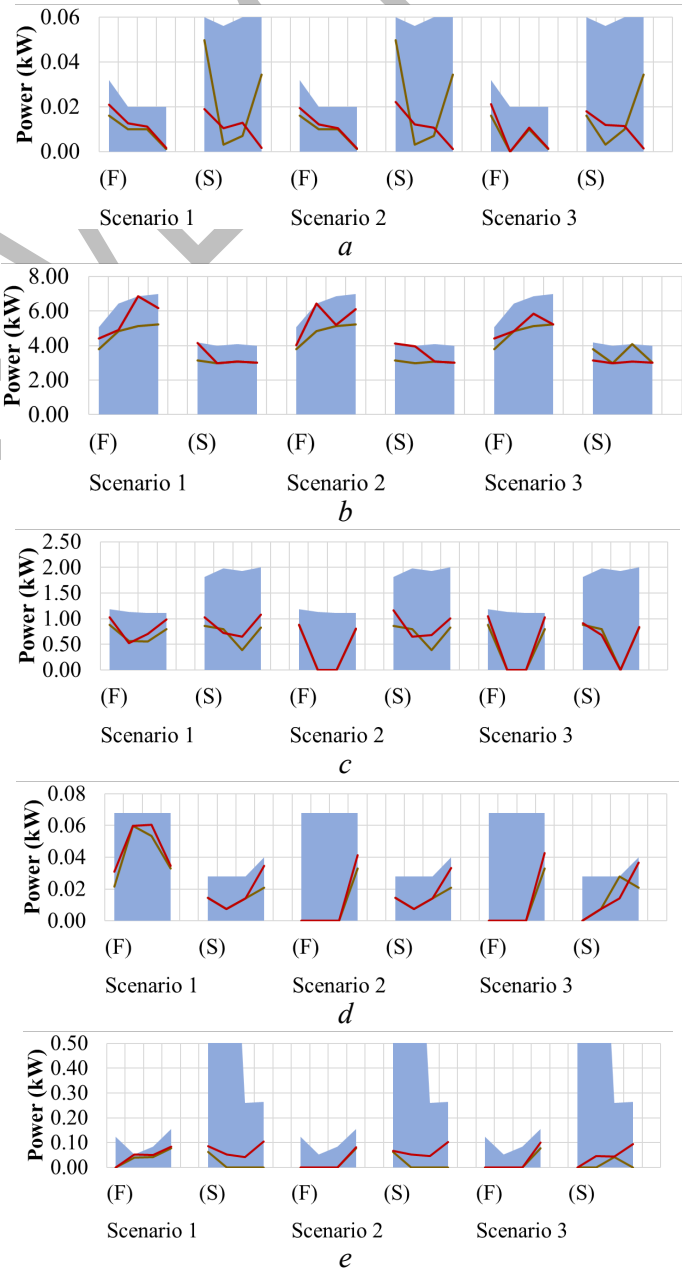 0.06
0.04
0.02
0.00
Power (kW)
(F) (S) (F) (S) (F) (S)
Scenario 1 Scenario 2 Scenario 3
a
8.00
6.00
4.00
2.00
0.00
Power (kW)
(F) (S) (F) (S) (F) (S)
Scenario 1 Scenario 2 Scenario 3
b
2.50
2.00
1.50
1.00
0.50
0.00
Power (kW)
(F) (S) (F) (S) (F) (S)
Scenario 1 Scenario 2 Scenario 3
c
0.08
0.06
0.04
0.02
0.00
Power (kW)
(F) (S) (F) (S) (F) (S)
Scenario 1 Scenario 2 Scenario 3
d
0.50
0.40
0.30
0.20
0.10
0.00
Power (kW)
(F) (S) (F) (S) (F) (S)
Scenario 1 Scenario 2 Scenario 3
e